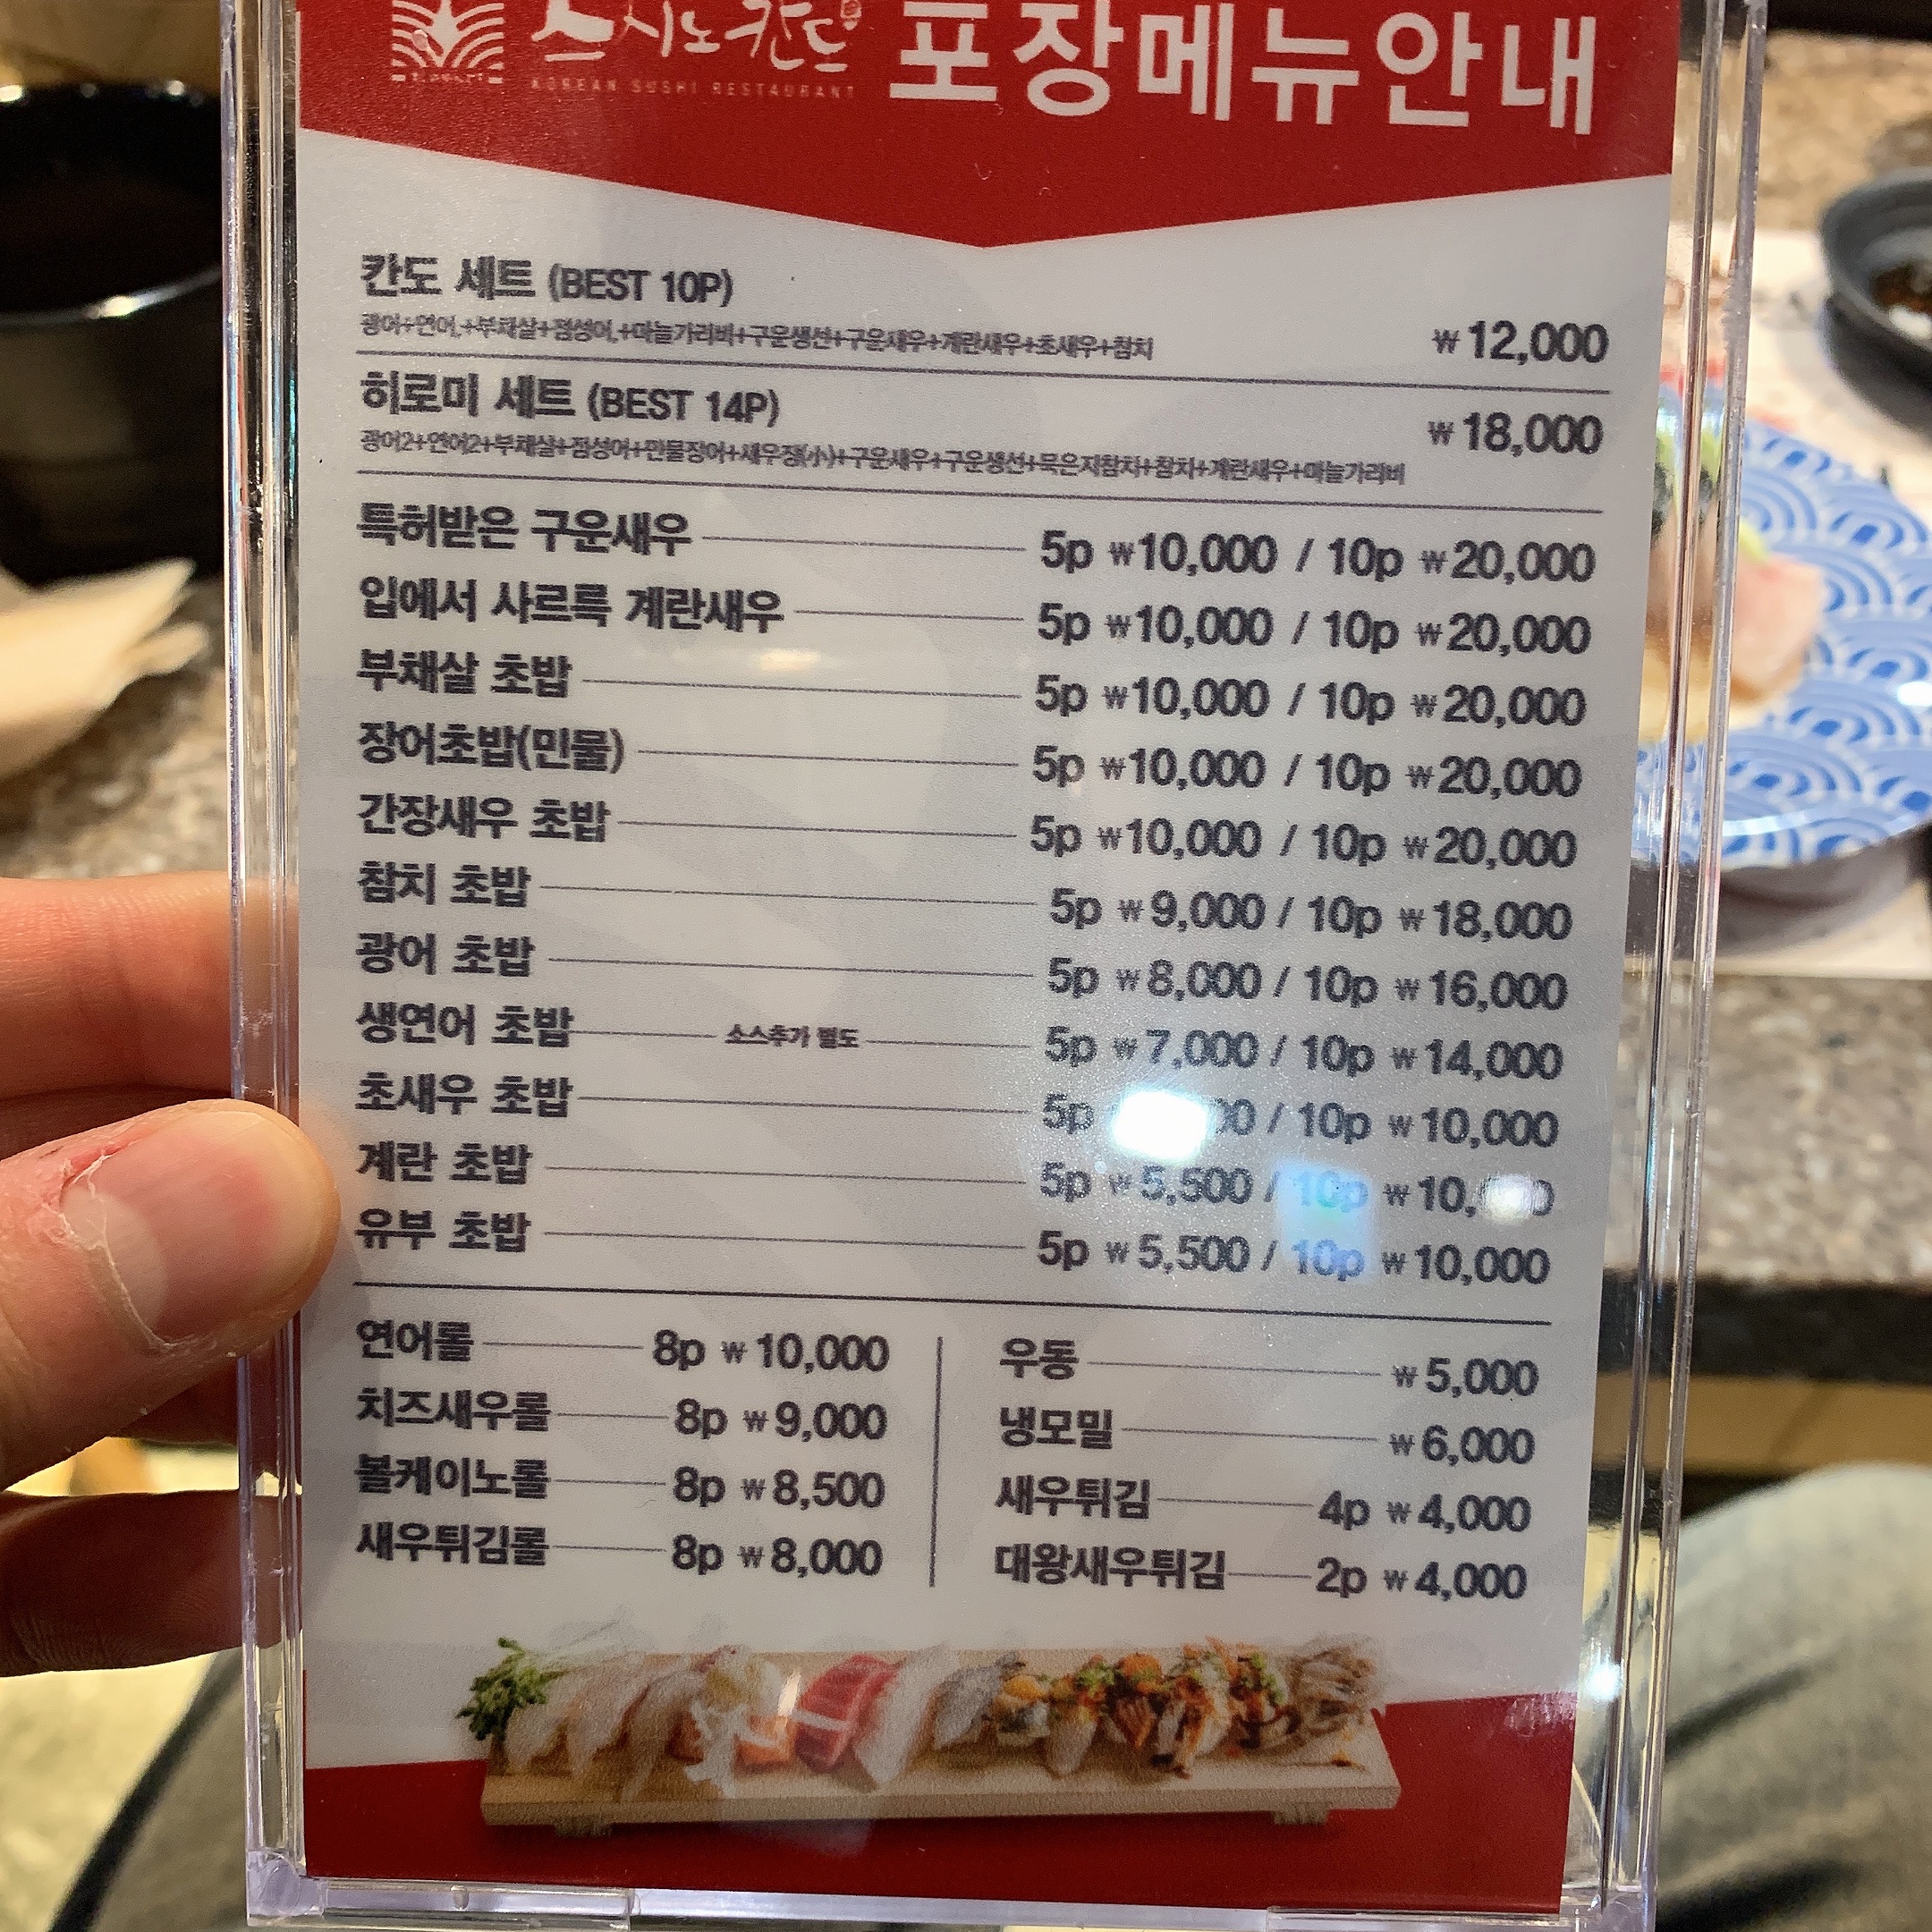 스시노칸도 포장메뉴안내
KOREAN SUSHI RESTAURANT
칸도 세트 (BEST 10P)
광어+연어,+부채살+점성어,+마늘가리비+구운생선+구운새우+계란새우+초새우+참치 ₩12,000
히로미 세트 (BEST 14P)
광어2+연어2+부채살+점성어+민물장어+새우장(小)+구운새우+구운생선+묵은지참치+참치+계란새우+마늘가리비 ₩18,000
특허받은 구운새우 5p ₩10,000 / 10p ₩20,000
입에서 사르륵 계란새우 5p ₩10,000 / 10p ₩20,000
부채살 초밥 5p ₩10,000 / 10p ₩20,000
장어초밥(민물) 5p ₩10,000 / 10p ₩20,000
간장새우 초밥 5p ₩10,000 / 10p ₩20,000
참치 초밥 5p ₩9,000 / 10p ₩18,000
광어 초밥 5p ₩8,000 / 10p ₩16,000
생연어 초밥 소스추가 별도 5p ₩7,000 / 10p ₩14,000
초새우 초밥 5p / 10p ₩10,000
계란 초밥 5p ₩5,500 / 10p
유부 초밥 5p ₩5,500 / 10p ₩10,000
연어롤 8p ₩10,000
치즈새우롤 8p ₩9,000
볼케이노롤 8p ₩8,500
새우튀김롤 8p ₩8,000
우동 ₩5,000
냉모밀 ₩6,000
새우튀김 4p ₩4,000
대왕새우튀김 2p ₩4,000